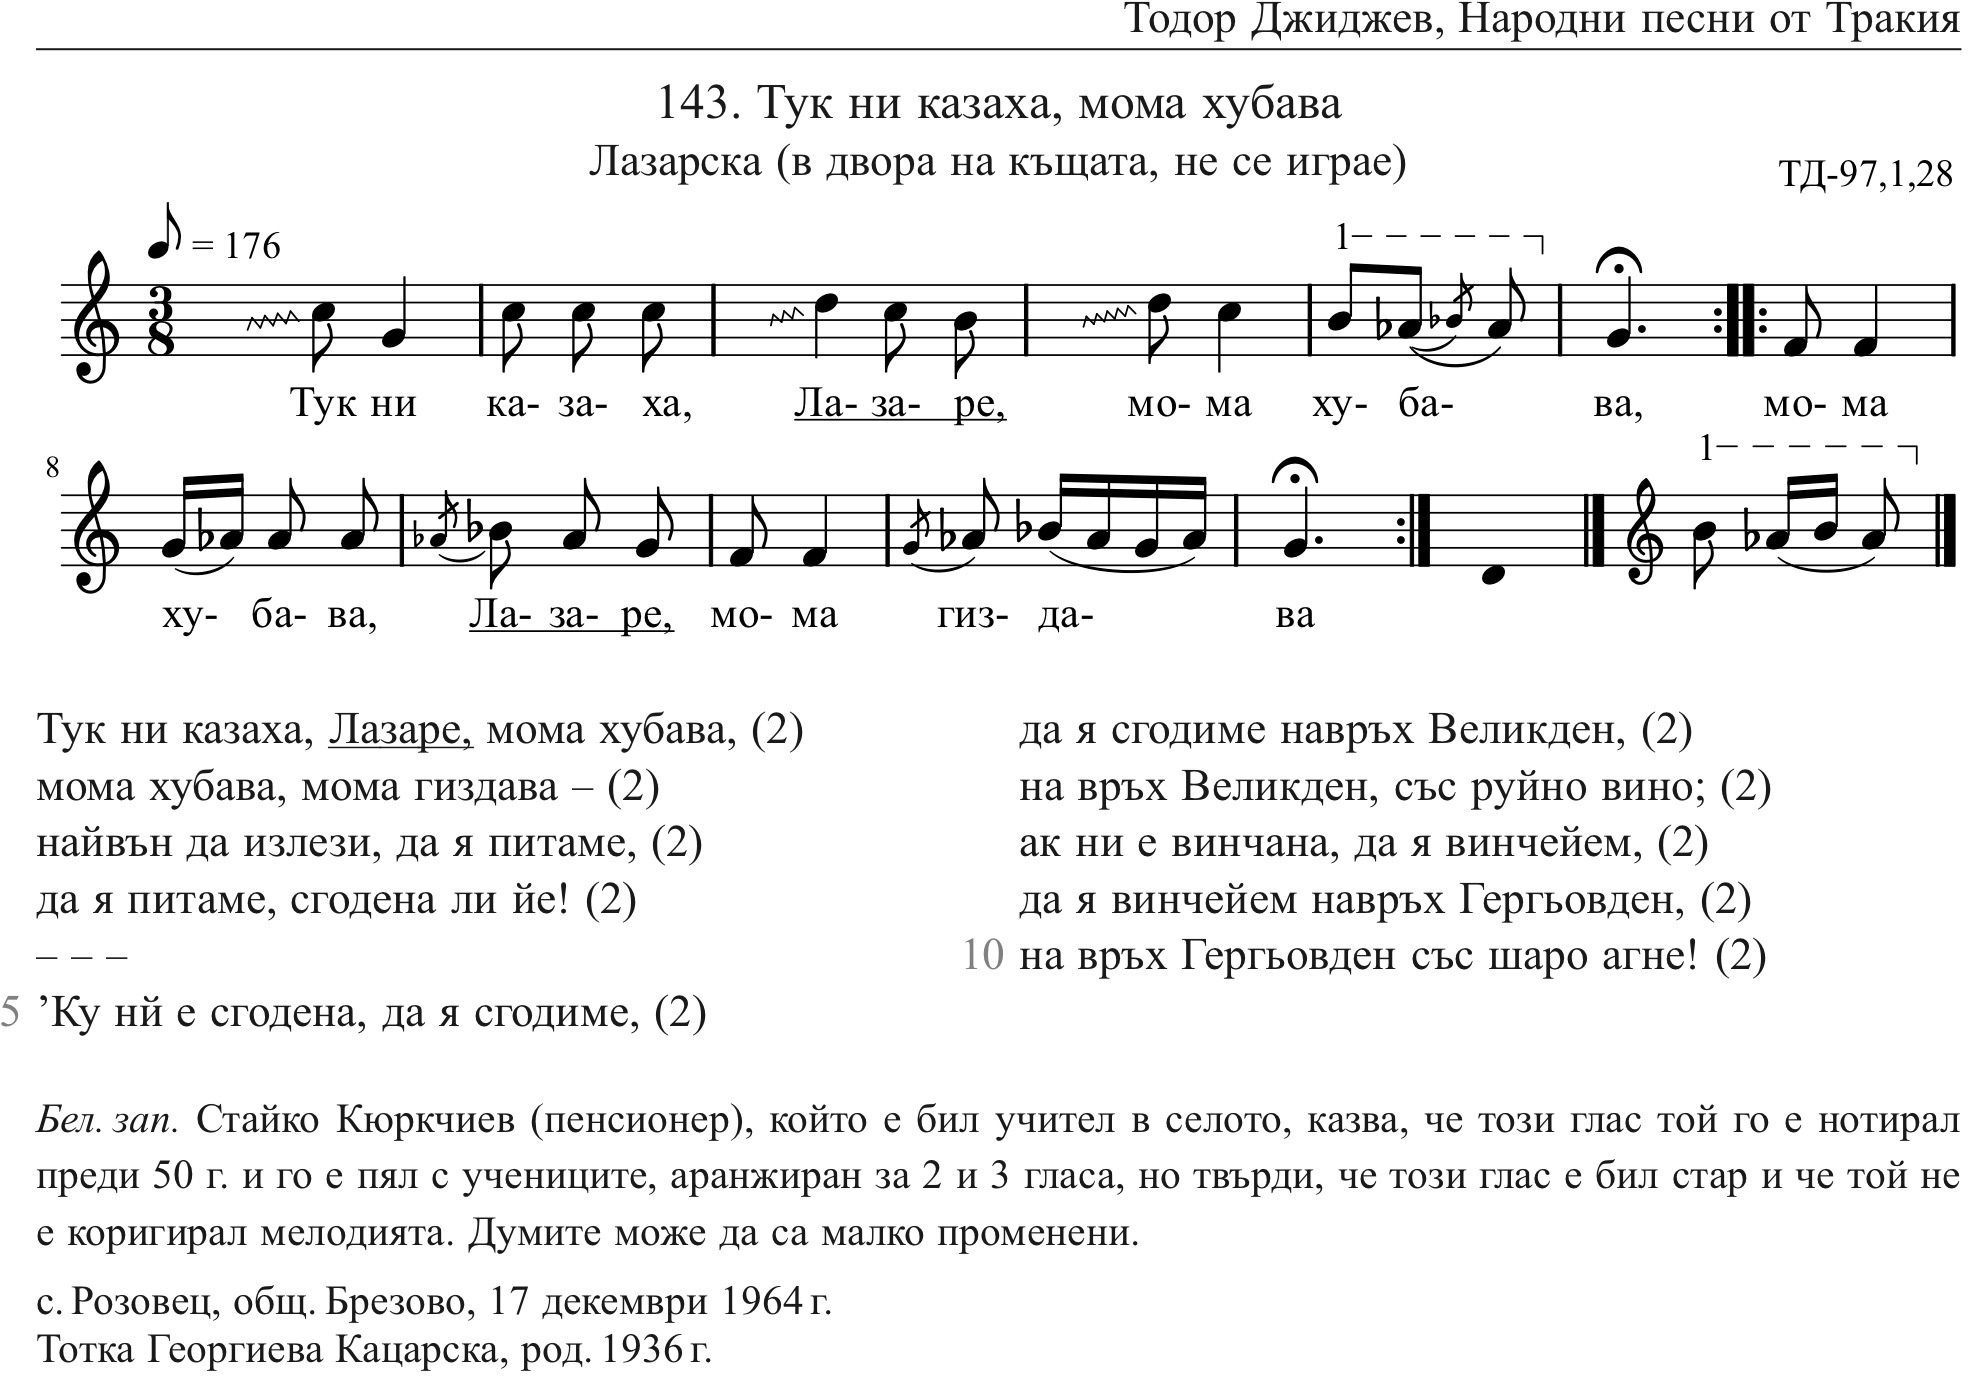 Тодор Джиджев, Народни песни от Тракия
143. Тук ни казаха, мома хубава
Лазарска (в двора на къщата, не се играе)
ТД-97,1,28
= 176
1
3
8
Тук ни ка- за- ха, Ла- за- ре, мо- ма ху- ба- ва, мо- ма
8
1
ху- ба- ва, Ла- за- ре, мо- ма гиз- да- ва
Тук ни казаха, Лазаре, мома хубава, (2)
мома хубава, мома гиздава – (2)
найвън да излези, да я питаме, (2)
да я питаме, сгодена ли йе! (2)
– – –
5 ’Ку нѝ е сгодена, да я сгодиме, (2)
да я сгодиме навръх Великден, (2)
на връх Великден, със руйно вино; (2)
ак ни е винчана, да я винчейем, (2)
да я винчейем навръх Гергьовден, (2)
10 на връх Гергьовден със шаро агне! (2)
Бел. зап. Стайко Кюркчиев (пенсионер), който е бил учител в селото, казва, че този глас той го е нотирал
преди 50 г. и го е пял с учениците, аранжиран за 2 и 3 гласа, но твърди, че този глас е бил стар и че той не
е коригирал мелодията. Думите може да са малко променени.
с. Розовец, общ. Брезово, 17 декември 1964 г.
Тотка Георгиева Кацарска, род. 1936 г.